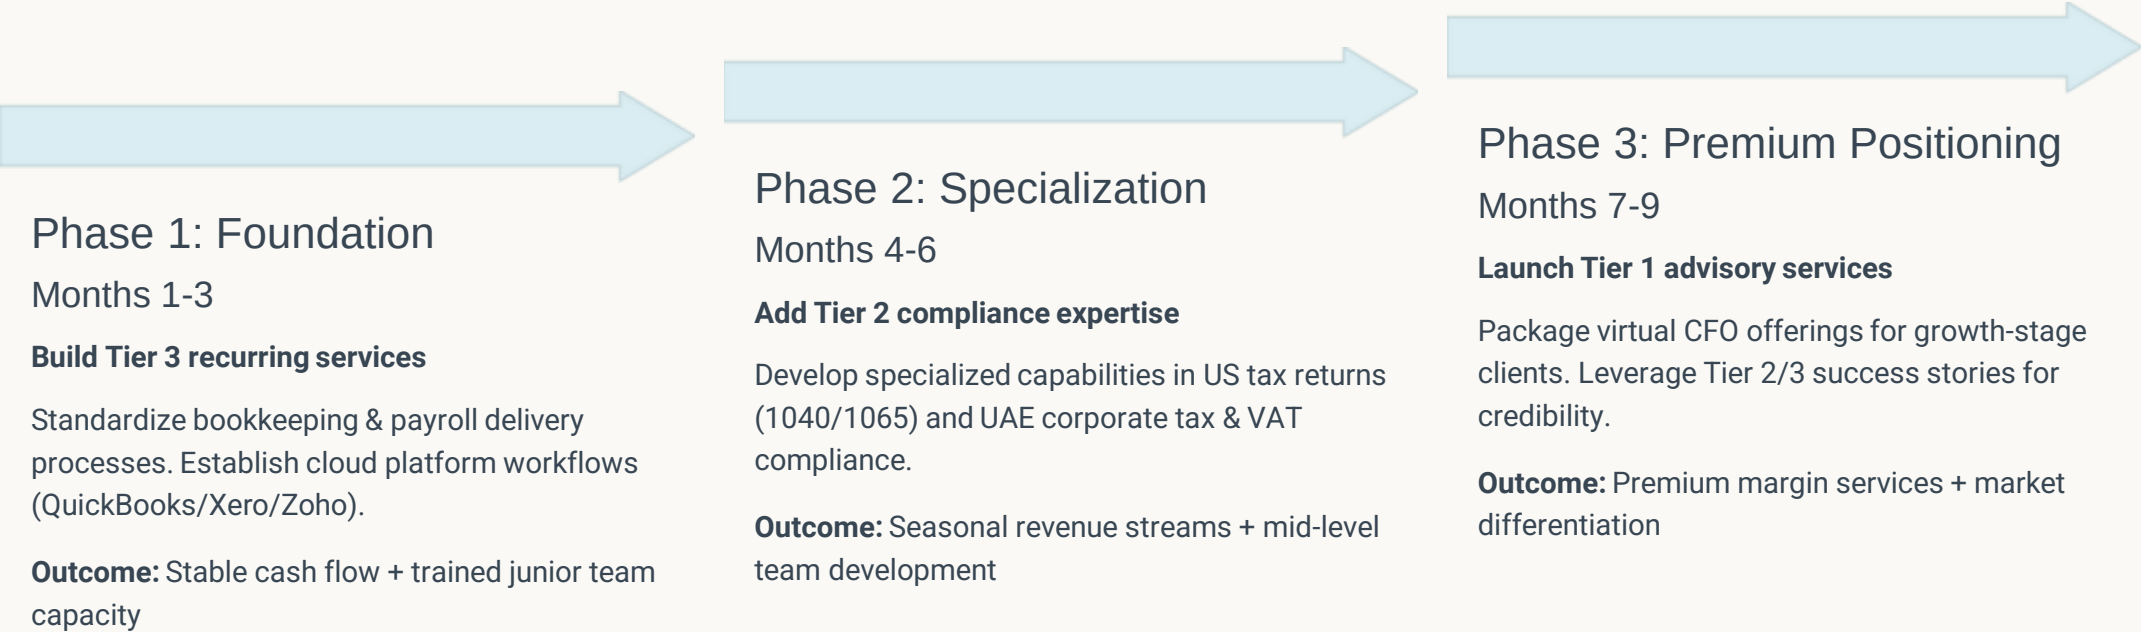 Phase 1: Foundation
Months 1-3
Build Tier 3 recurring services
Standardize bookkeeping & payroll delivery
processes. Establish cloud platform workflows
(QuickBooks/Xero/Zoho).
Outcome: Stable cash flow + trained junior team
capacity
Phase 2: Specialization
Months 4-6
Add Tier 2 compliance expertise
Develop specialized capabilities in US tax returns
(1040/1065) and UAE corporate tax & VAT
compliance.
Outcome: Seasonal revenue streams + mid-level
team development
Phase 3: Premium Positioning
Months 7-9
Launch Tier 1 advisory services
Package virtual CFO offerings for growth-stage
clients. Leverage Tier 2/3 success stories for
credibility.
Outcome: Premium margin services + market
differentiation